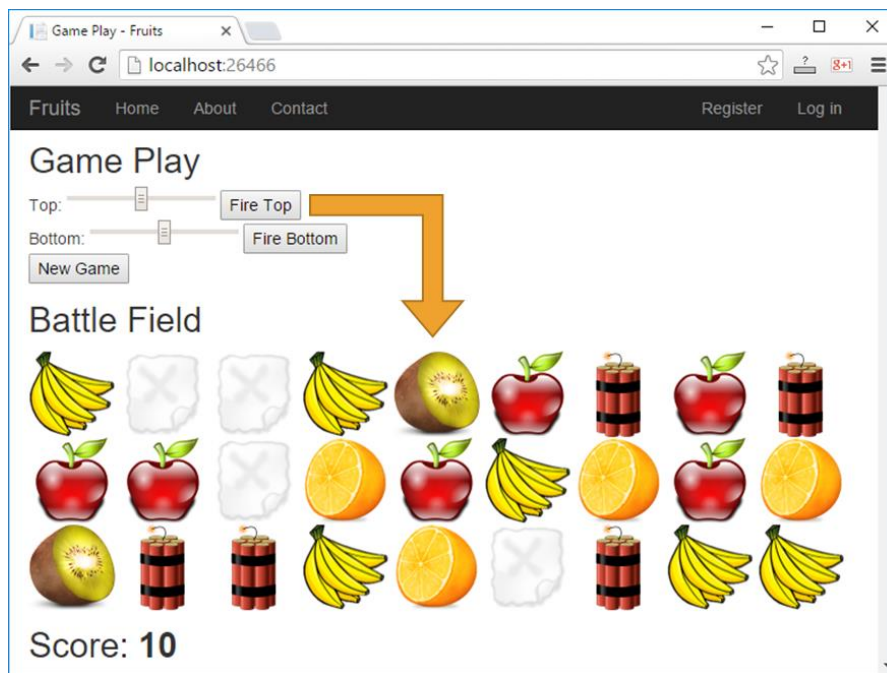 Game Play - Fruits
localhost:26466
?
g+1
Fruits Home About Contact Register Log in
Game Play
Top: Fire Top
Bottom: Fire Bottom
New Game
Battle Field
Score: 10